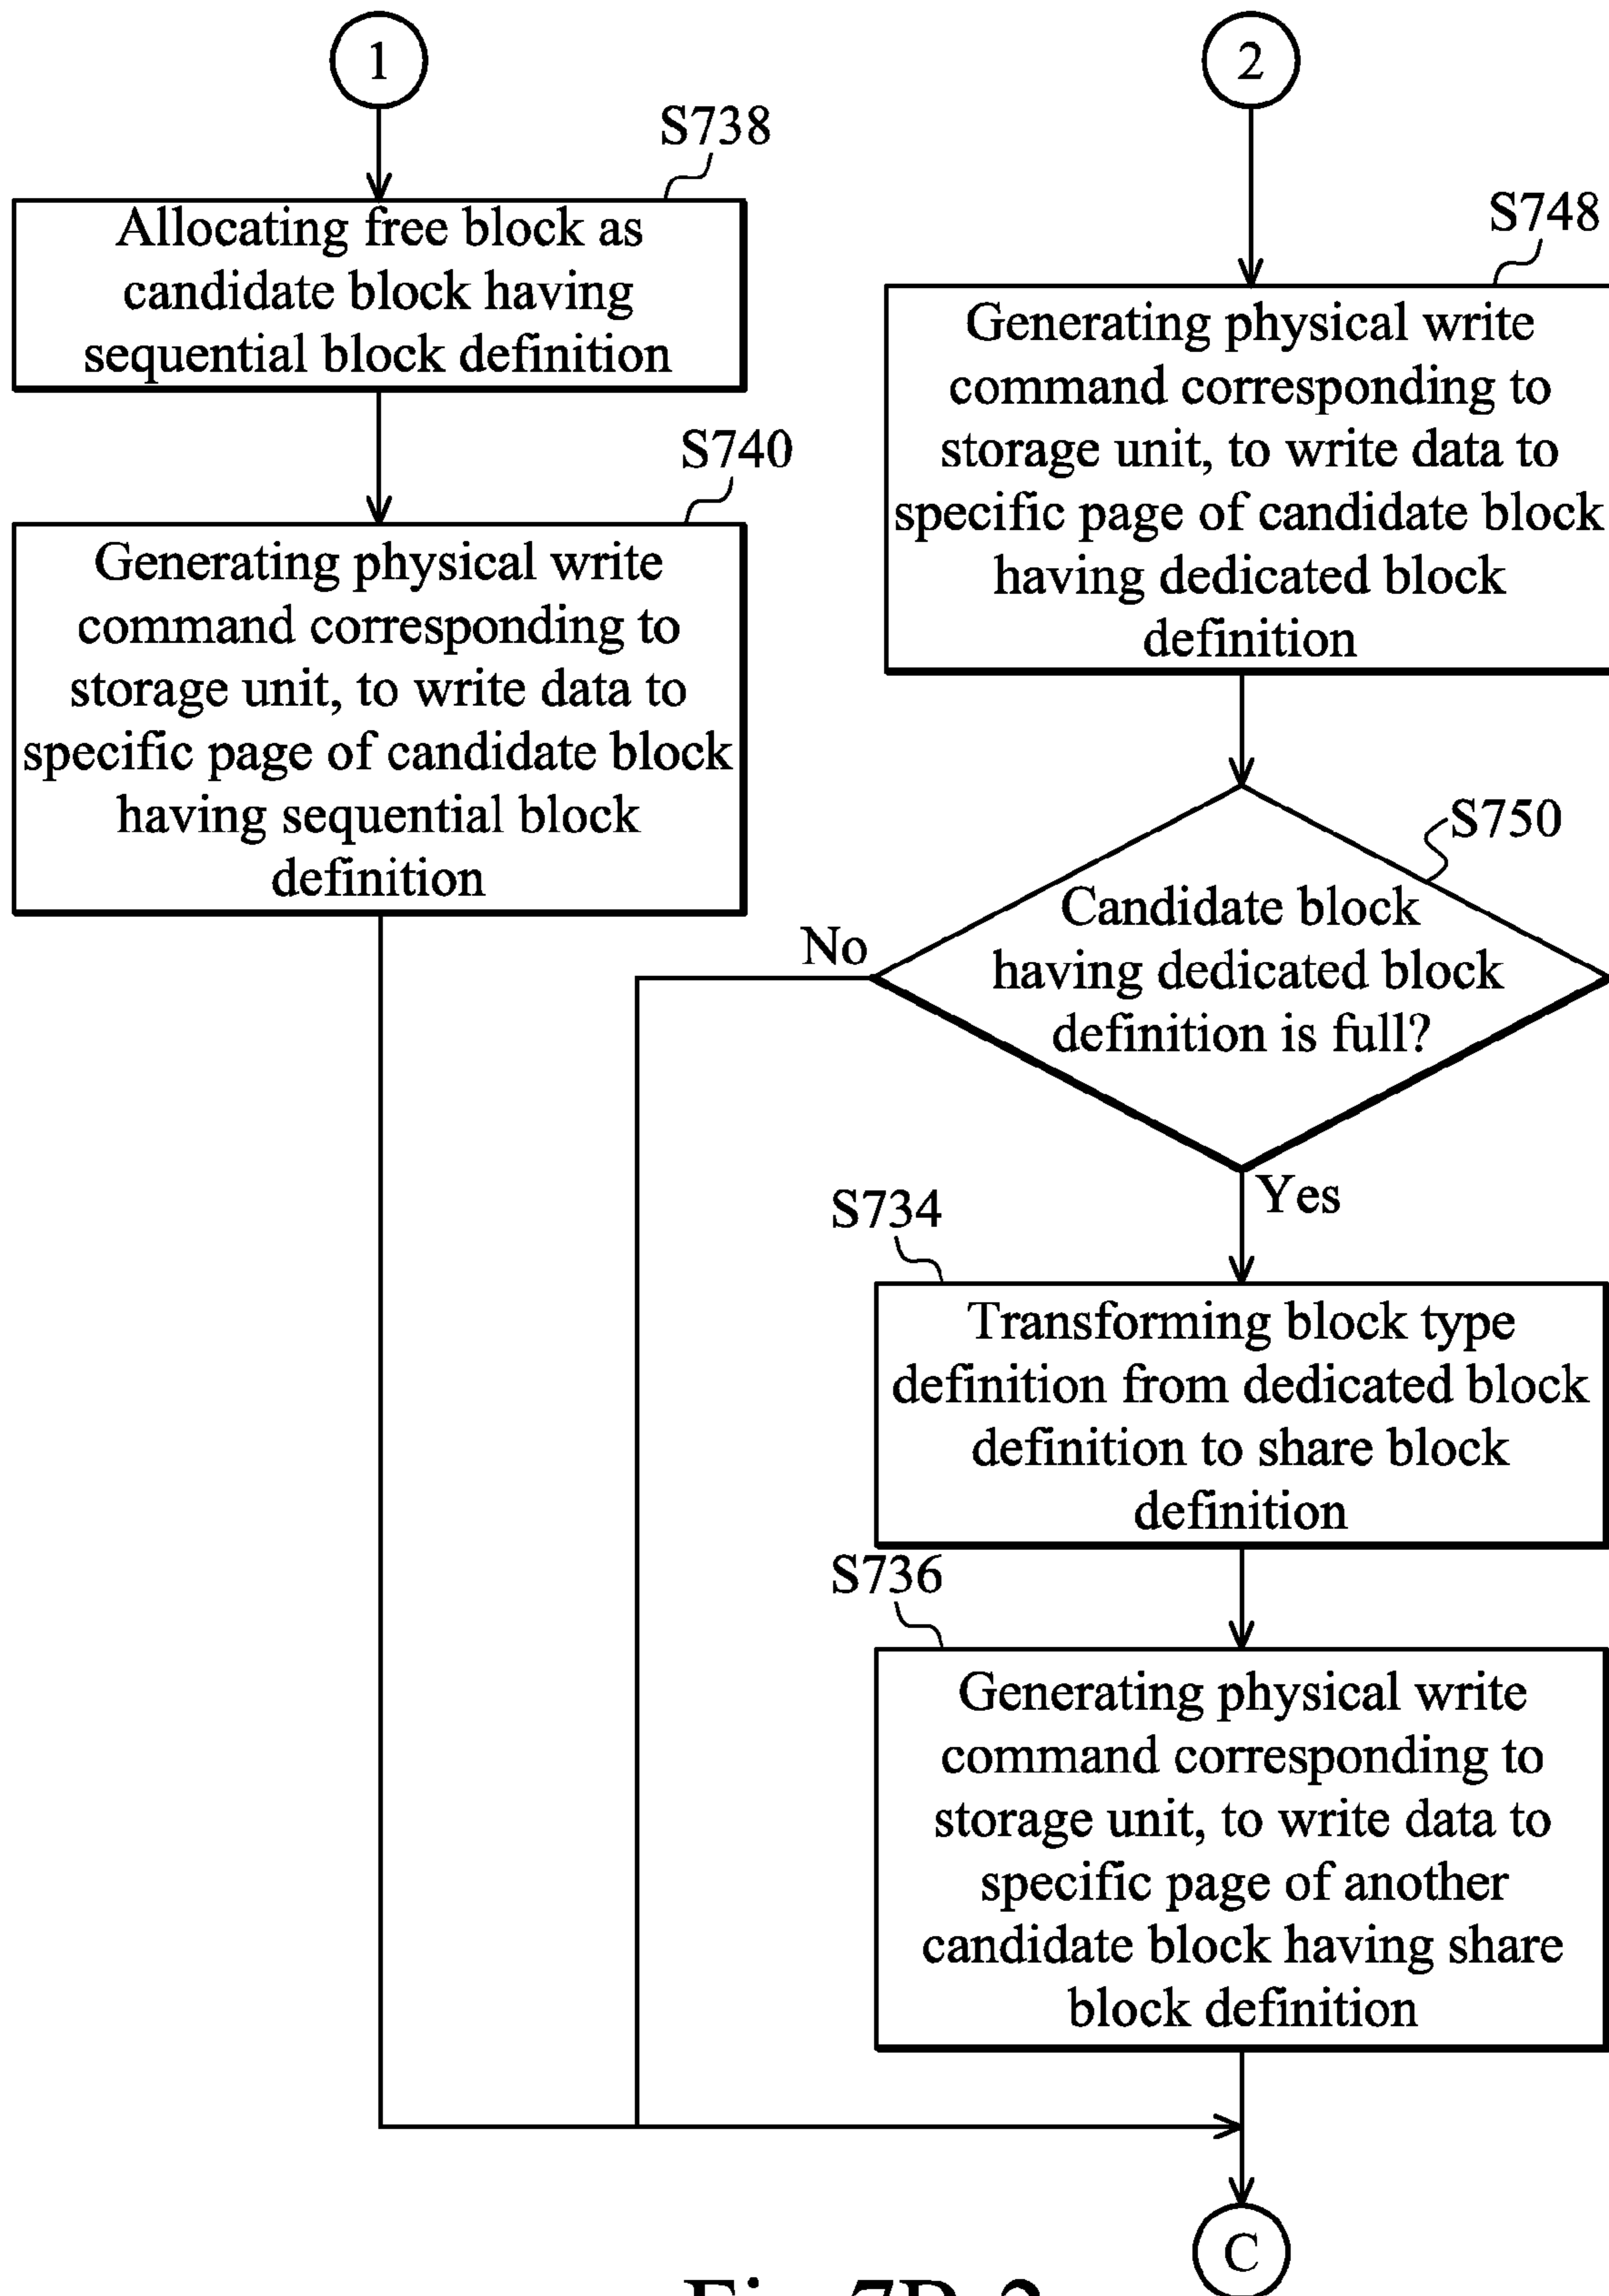 1
S738
Allocating free block as
candidate block having
sequential block definition
S740
Generating physical write
command corresponding to
storage unit, to write data to
specific page of candidate block
having sequential block
definition
2
S748
Generating physical write
command corresponding to
storage unit, to write data to
specific page of candidate block
having dedicated block
definition
S750
Candidate block
having dedicated block
definition is full?
No
Yes
S734
Transforming block type
definition from dedicated block
definition to share block
definition
S736
Generating physical write
command corresponding to
storage unit, to write data to
specific page of another
candidate block having share
block definition
C